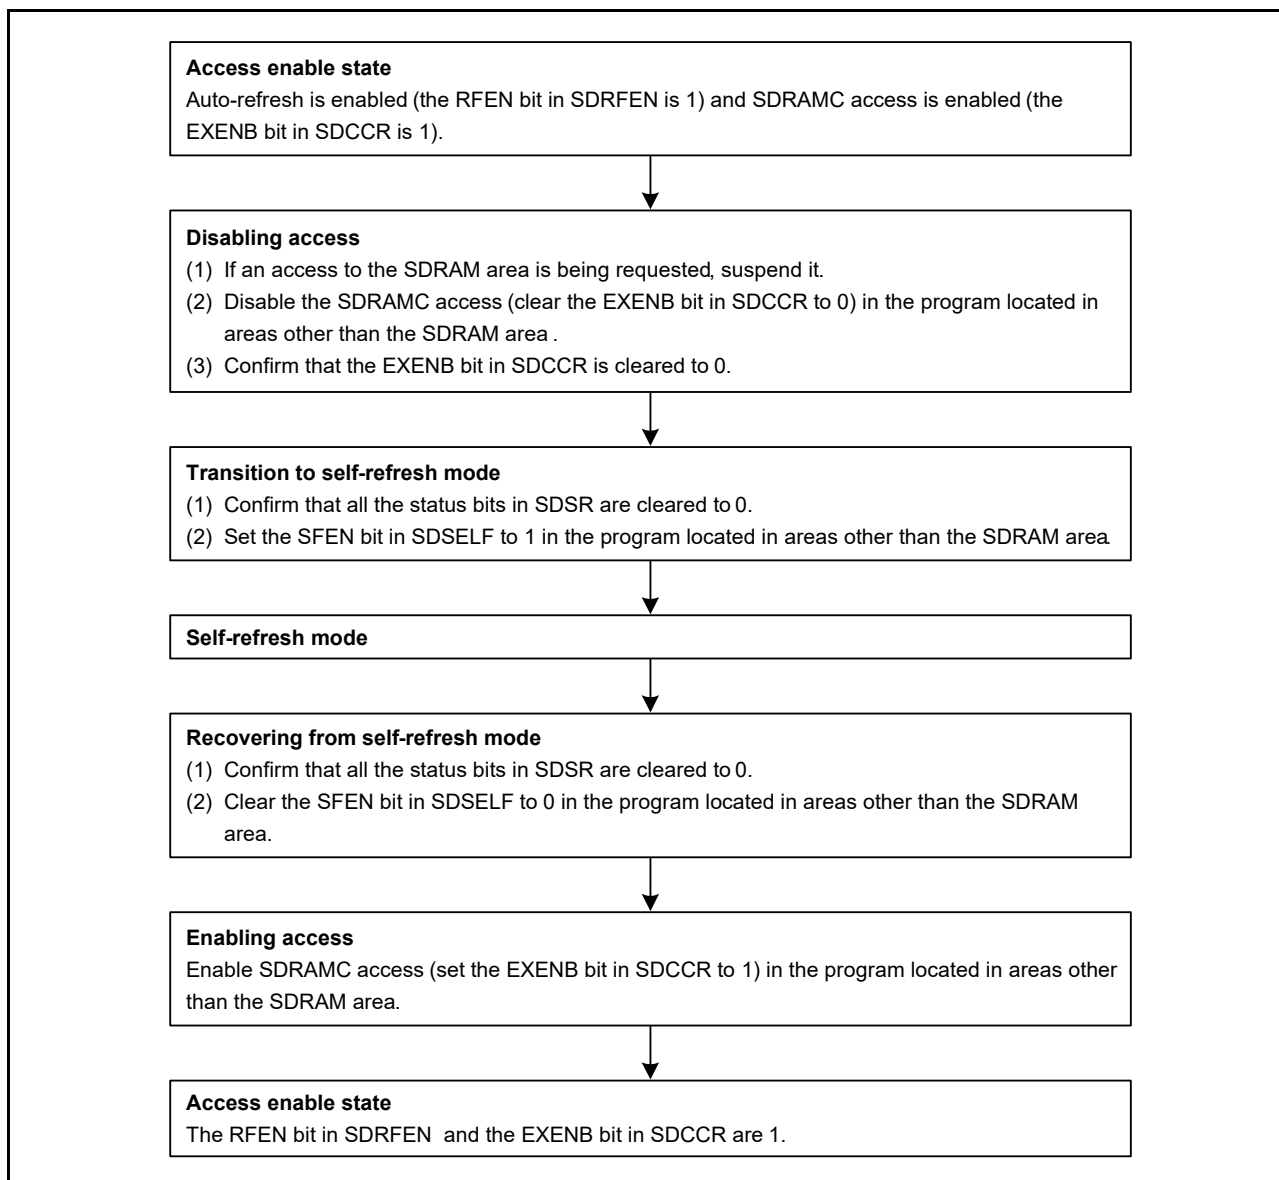 Access enable state
Auto-refresh is enabled (the RFEN bit in SDRFEN is 1) and SDRAMC access is enabled (the
EXENB bit in SDCCR is 1).
Disabling access
(1) If an access to the SDRAM area is being requested, suspend it.
(2) Disable the SDRAMC access (clear the EXENB bit in SDCCR to 0) in the program located in
areas other than the SDRAM area .
(3) Confirm that the EXENB bit in SDCCR is cleared to 0.
Transition to self-refresh mode
(1) Confirm that all the status bits in SDSR are cleared to 0.
(2) Set the SFEN bit in SDSELF to 1 in the program located in areas other than the SDRAM area.
Self-refresh mode
Recovering from self-refresh mode
(1) Confirm that all the status bits in SDSR are cleared to 0.
(2) Clear the SFEN bit in SDSELF to 0 in the program located in areas other than the SDRAM
area.
Enabling access
Enable SDRAMC access (set the EXENB bit in SDCCR to 1) in the program located in areas other
than the SDRAM area.
Access enable state
The RFEN bit in SDRFEN and the EXENB bit in SDCCR are 1.